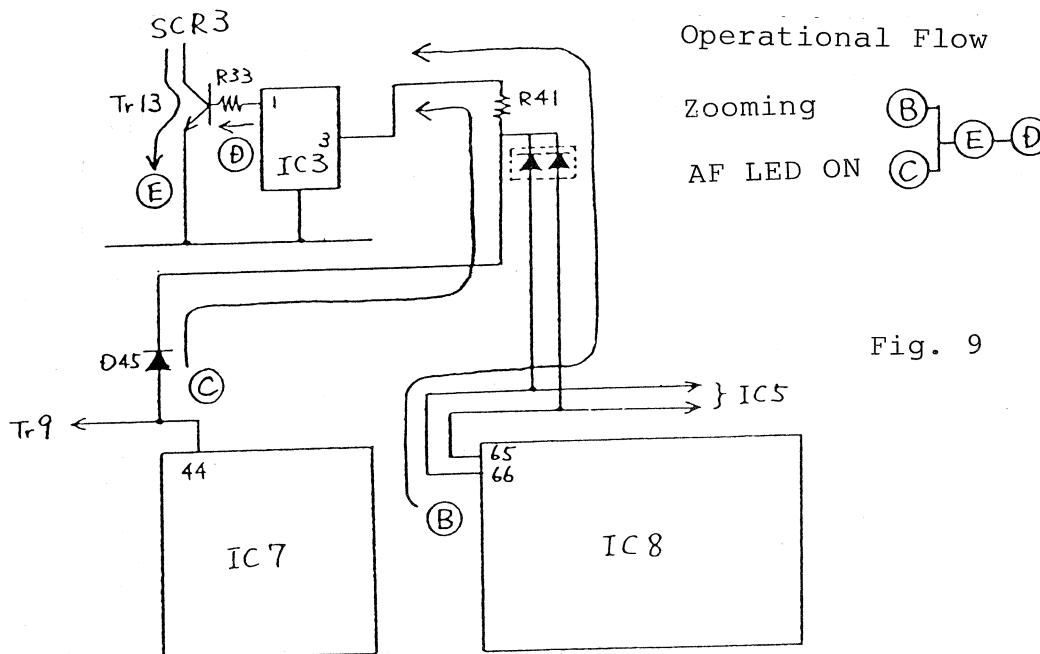 SCR3
Operational Flow
R33
Tr13
1
R41
Zooming
B
3
D
E
D
IC3
AF LED ON
C
E
D45
Fig. 9
C
} IC5
Tr9
65
44
66
B
IC7
IC8